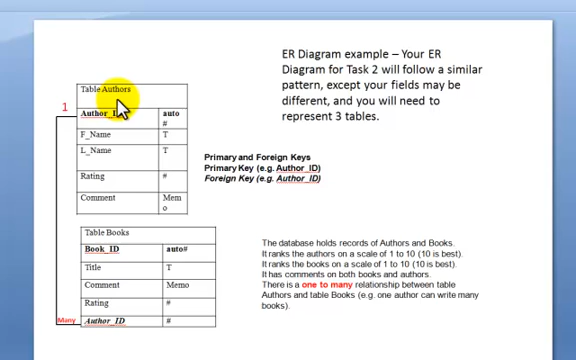 ER Diagram example – Your ER
Diagram for Task 2 will follow a similar
pattern, except your fields may be
different, and you will need to
represent 3 tables.
Table Authors
1
auto
#
F_Name T
L_Name T
Rating #
Comment Mem
o
Primary and Foreign Keys
Primary Key (e.g. Author_ID)
Foreign Key (e.g. Author_ID)
Table Books
Book_ID auto#
Title T
Comment Memo
Rating #
Many Author_ID #
The database holds records of Authors and Books.
It ranks the authors on a scale of 1 to 10 (10 is best).
It ranks the books on a scale of 1 to 10 (10 is best).
It has comments on both books and authors.
There is a one to many relationship between table
Authors and table Books (e.g. one author can write many
books).